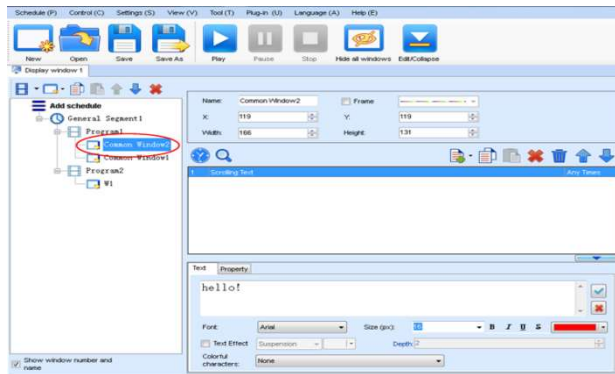 Schedule (P) Control (C) Settings (S) View (V) Tool (T) Plug-in (U) Language (A) Help (E)
New Open Save Save As Play Pause Stop Hide all windows Edit/Collapse
Display window 1
Add schedule
General Segment1
Program1
Common Window2
Common Window1
Program2
W1
Show window number and name
Name: Common Window2 Frame
X: 119 Y: 119
Width: 166 Height: 131
1 Scrolling Text Any Times
Text Property
hello!
Font: Arial Size (px): 16 B I U S
Text Effect Suspension Depth: 2
Colorful characters: None